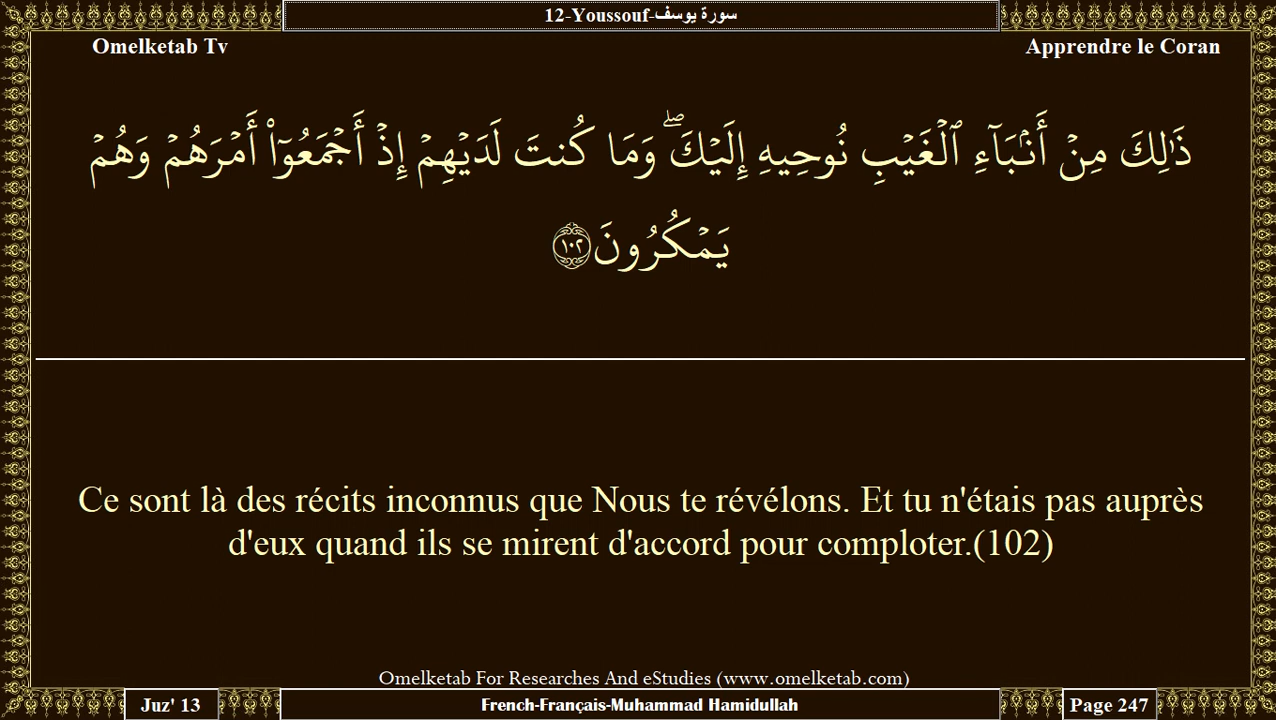 12-Youssouf-سورة يوسف
Omelketab Tv
Apprendre le Coran
ذَٰلِكَ مِنۡ أَنۢبَآءِ ٱلۡغَيۡبِ نُوحِيهِ إِلَيۡكَۖ وَمَا كُنتَ لَدَيۡهِمۡ إِذۡ أَجۡمَعُوٓاْ أَمۡرَهُمۡ وَهُمۡ
يَمۡكُرُونَ ١٠٢
Ce sont là des récits inconnus que Nous te révélons. Et tu n'étais pas auprès
d'eux quand ils se mirent d'accord pour comploter.(102)
Omelketab For Researches And eStudies (www.omelketab.com)
Juz' 13
French-Français-Muhammad Hamidullah
Page 247